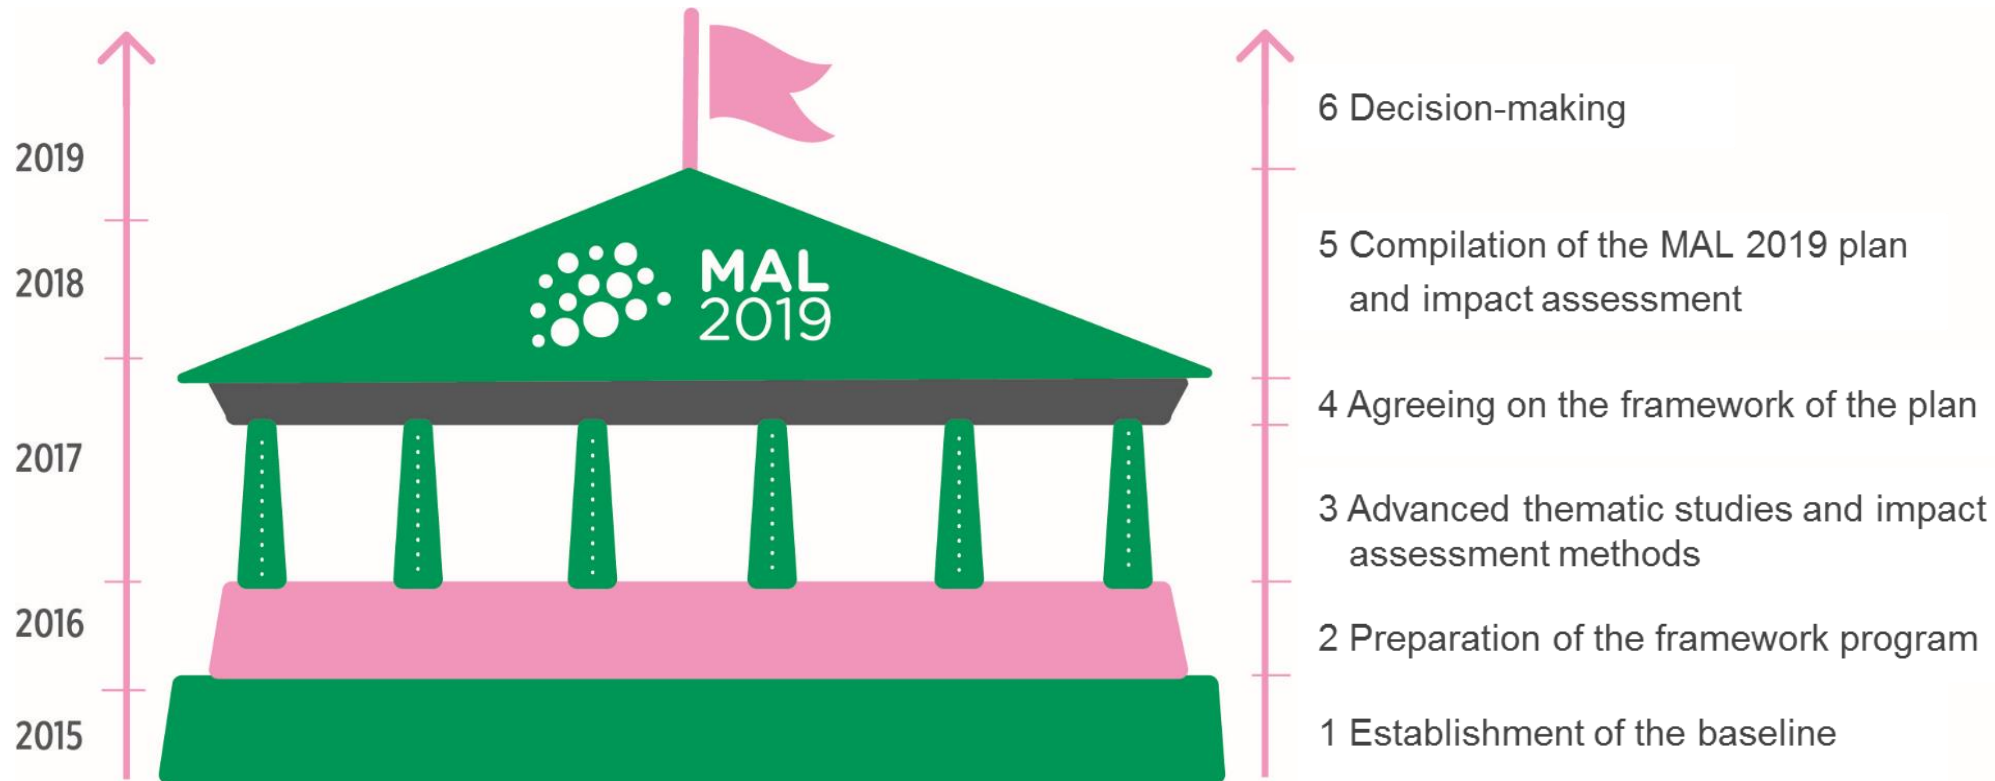 2019
2018
2017
2016
2015
MAL
2019
6 Decision-making
5 Compilation of the MAL 2019 plan
and impact assessment
4 Agreeing on the framework of the plan
3 Advanced thematic studies and impact
assessment methods
2 Preparation of the framework program
1 Establishment of the baseline